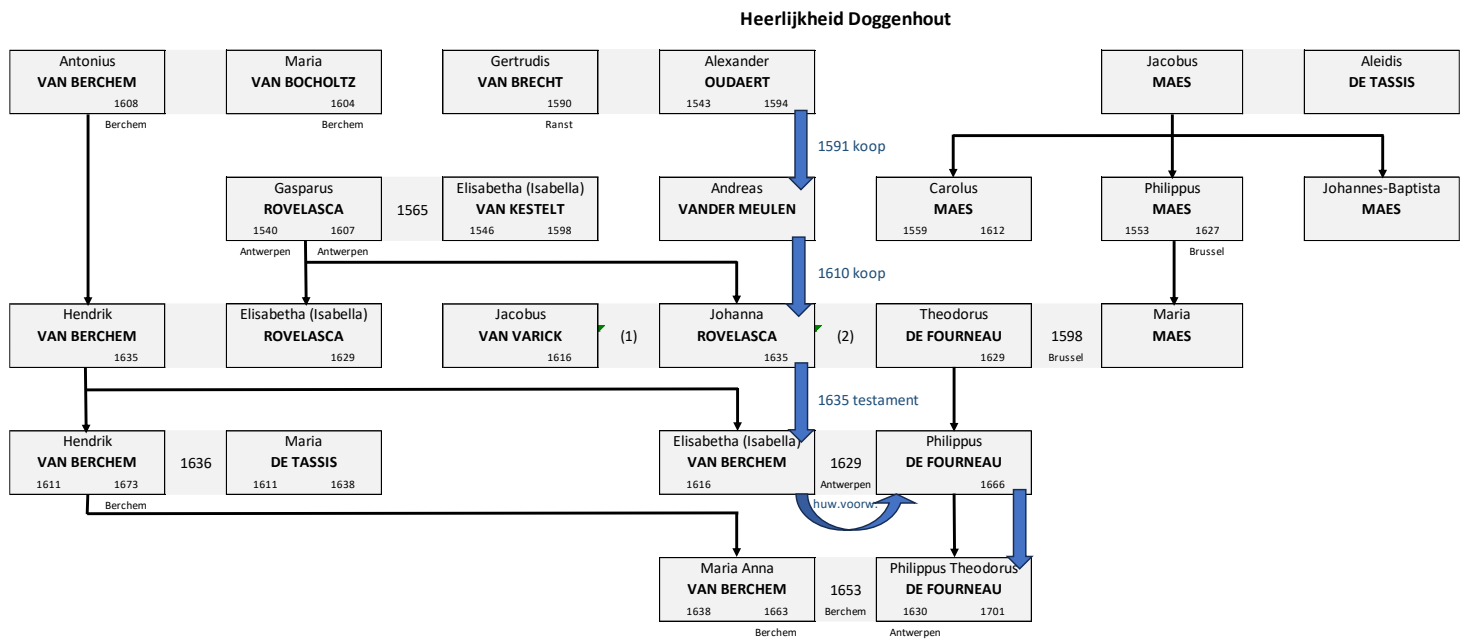 Heerlijkheid Doggenhout
Antonius
VAN BERCHEM
1608
Berchem
Maria
VAN BOCHOLTZ
1604
Berchem
Gertrudis
VAN BRECHT
1590
Ranst
Alexander
OUDAERT
1543 1594
Jacobus
MAES
Aleidis
DE TASSIS
1591 koop
Gasparus
ROVELASCA
1540 1607
Antwerpen Antwerpen
1565
Elisabetha (Isabella)
VAN KESTELT
1546 1598
Andreas
VANDER MEULEN
Carolus
MAES
1559 1612
Philippus
MAES
1553 1627
Brussel
Johannes-Baptista
MAES
1610 koop
Hendrik
VAN BERCHEM
1635
Elisabetha (Isabella)
ROVELASCA
1629
Jacobus
VAN VARICK
1616
(1)
Johanna
ROVELASCA
1635
(2)
Theodorus
DE FOURNEAU
1629
1598
Brussel
Maria
MAES
1635 testament
Hendrik
VAN BERCHEM
1611 1673
Berchem
1636
Maria
DE TASSIS
1611 1638
Elisabetha (Isabella)
VAN BERCHEM
1616
1629
Antwerpen
huw.voorw.
Philippus
DE FOURNEAU
1666
Maria Anna
VAN BERCHEM
1638 1663
Berchem
1653
Berchem
Philippus Theodorus
DE FOURNEAU
1630 1701
Antwerpen